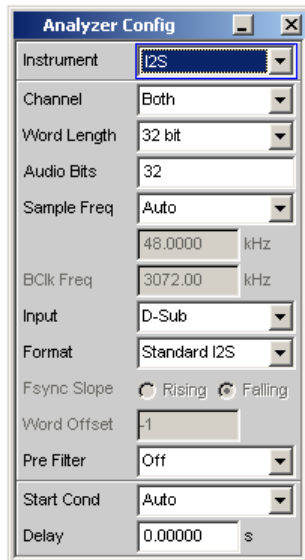 Analyzer Config
Instrument I2S
Channel Both
Word Length 32 bit
Audio Bits 32
Sample Freq Auto
48.0000 kHz
BClk Freq 3072.00 kHz
Input D-Sub
Format Standard I2S
Fsync Slope Rising Falling
Word Offset -1
Pre Filter Off
Start Cond Auto
Delay 0.00000 s